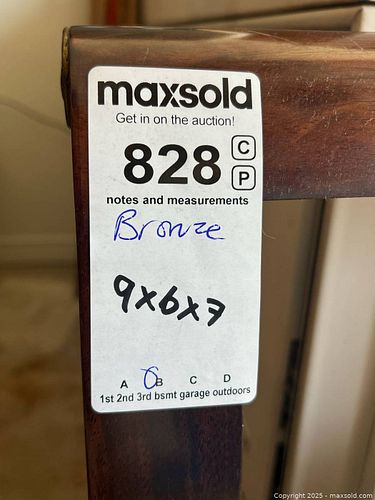 maxsold
Get in on the auction!
828 C
P
notes and measurements
Bronze
9x6x7
A B C D
1st 2nd 3rd bsmt garage outdoors
Copyright 2025 - maxsold.com